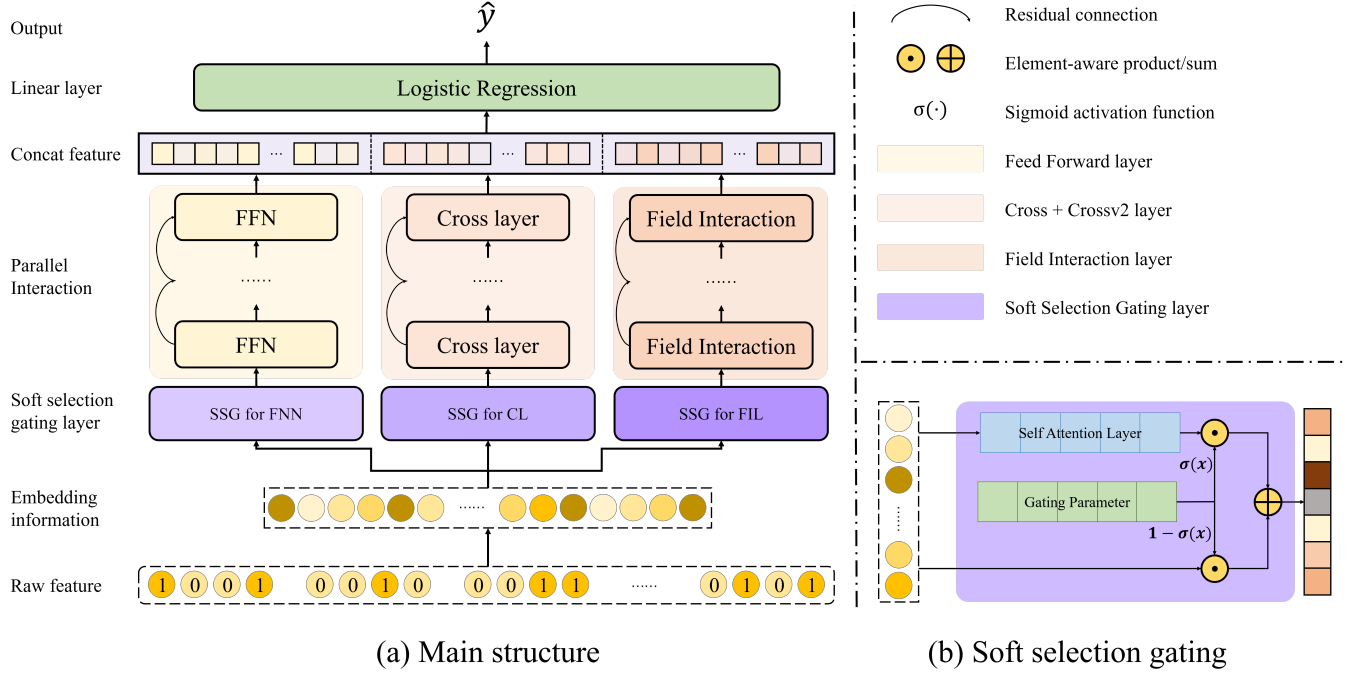 Output
ŷ
Linear layer
Logistic Regression
Concat feature
...
...
...
Parallel
Interaction
FFN
Cross layer
Field Interaction
......
......
......
FFN
Cross layer
Field Interaction
Soft selection
gating layer
SSG for FNN
SSG for CL
SSG for FIL
Embedding
information
......
Raw feature
1 0 0 1 0 0 1 0 0 0 1 1 ...... 0 1 0 1
(a) Main structure
Residual connection
Element-aware product/sum
σ(·)
Sigmoid activation function
Feed Forward layer
Cross + Crossv2 layer
Field Interaction layer
Soft Selection Gating layer
Self Attention Layer
σ(x)
Gating Parameter
1 − σ(x)
......
(b) Soft selection gating